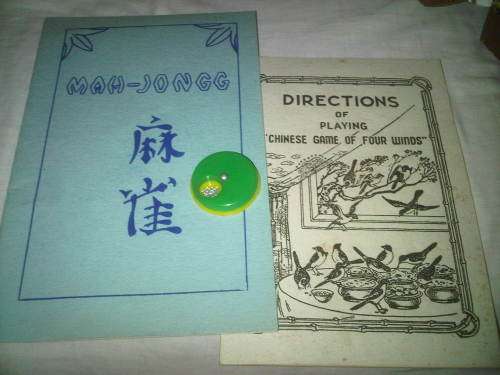 MAH-JONGG
麻
雀
DIRECTIONS
OF
PLAYING
"CHINESE GAME OF FOUR WINDS"